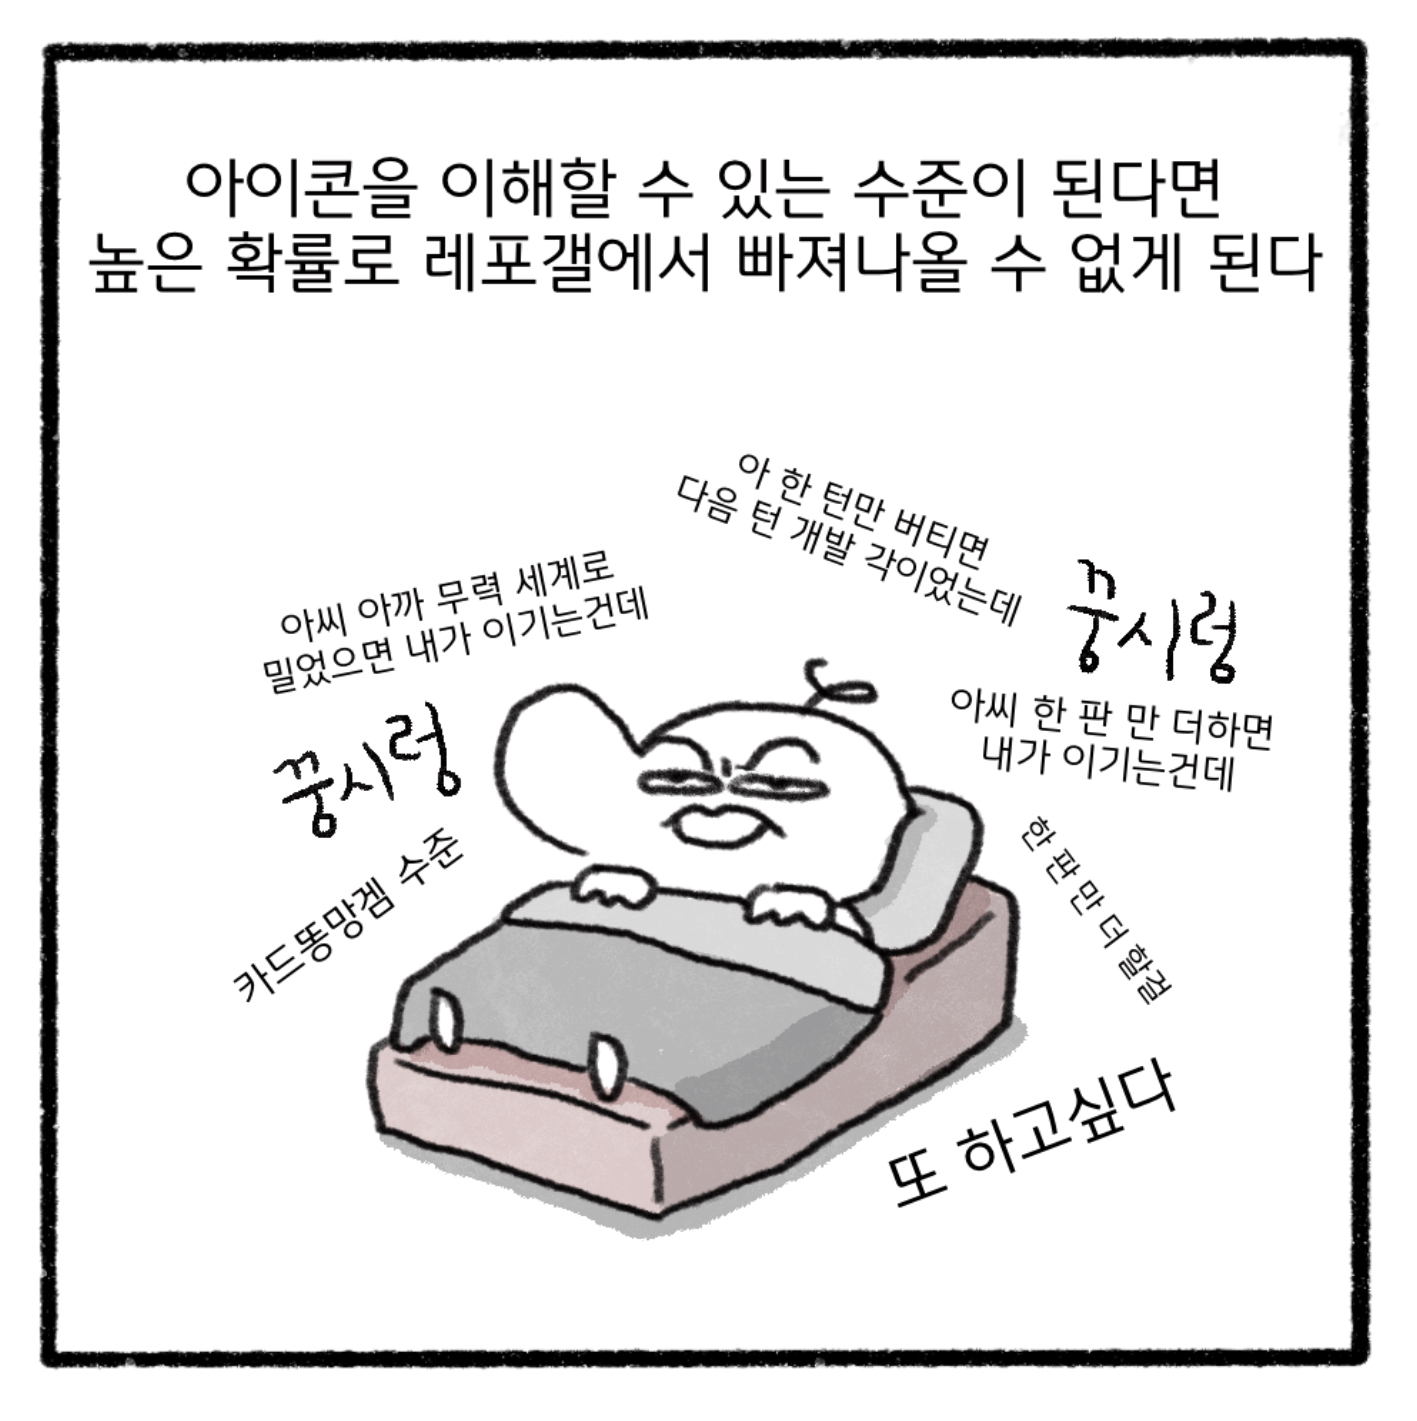 아이콘을 이해할 수 있는 수준이 된다면
높은 확률로 레포갤에서 빠져나올 수 없게 된다
아 한 턴만 버티면
다음 턴 개발 각이었는데
아씨 아까 무력 세계로
밀었으면 내가 이기는건데
꿍시렁
아씨 한 판 만 더하면
내가 이기는건데
꿍시렁
카드똥망겜 수준
한 판 만 더 할걸
또 하고싶다